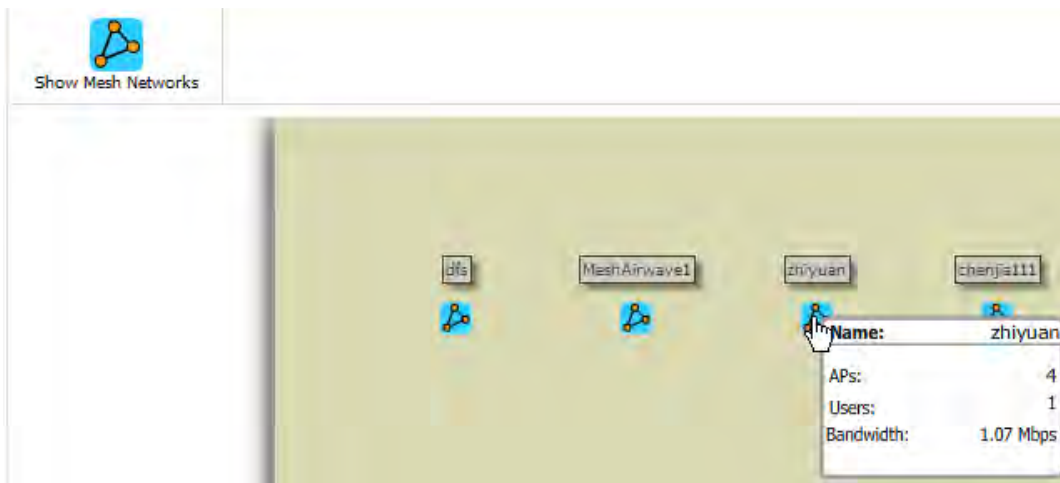 Show Mesh Networks
dfs MeshAirwave1 zhiyuan chenjia111
Name: zhiyuan
APs: 4
Users: 1
Bandwidth: 1.07 Mbps